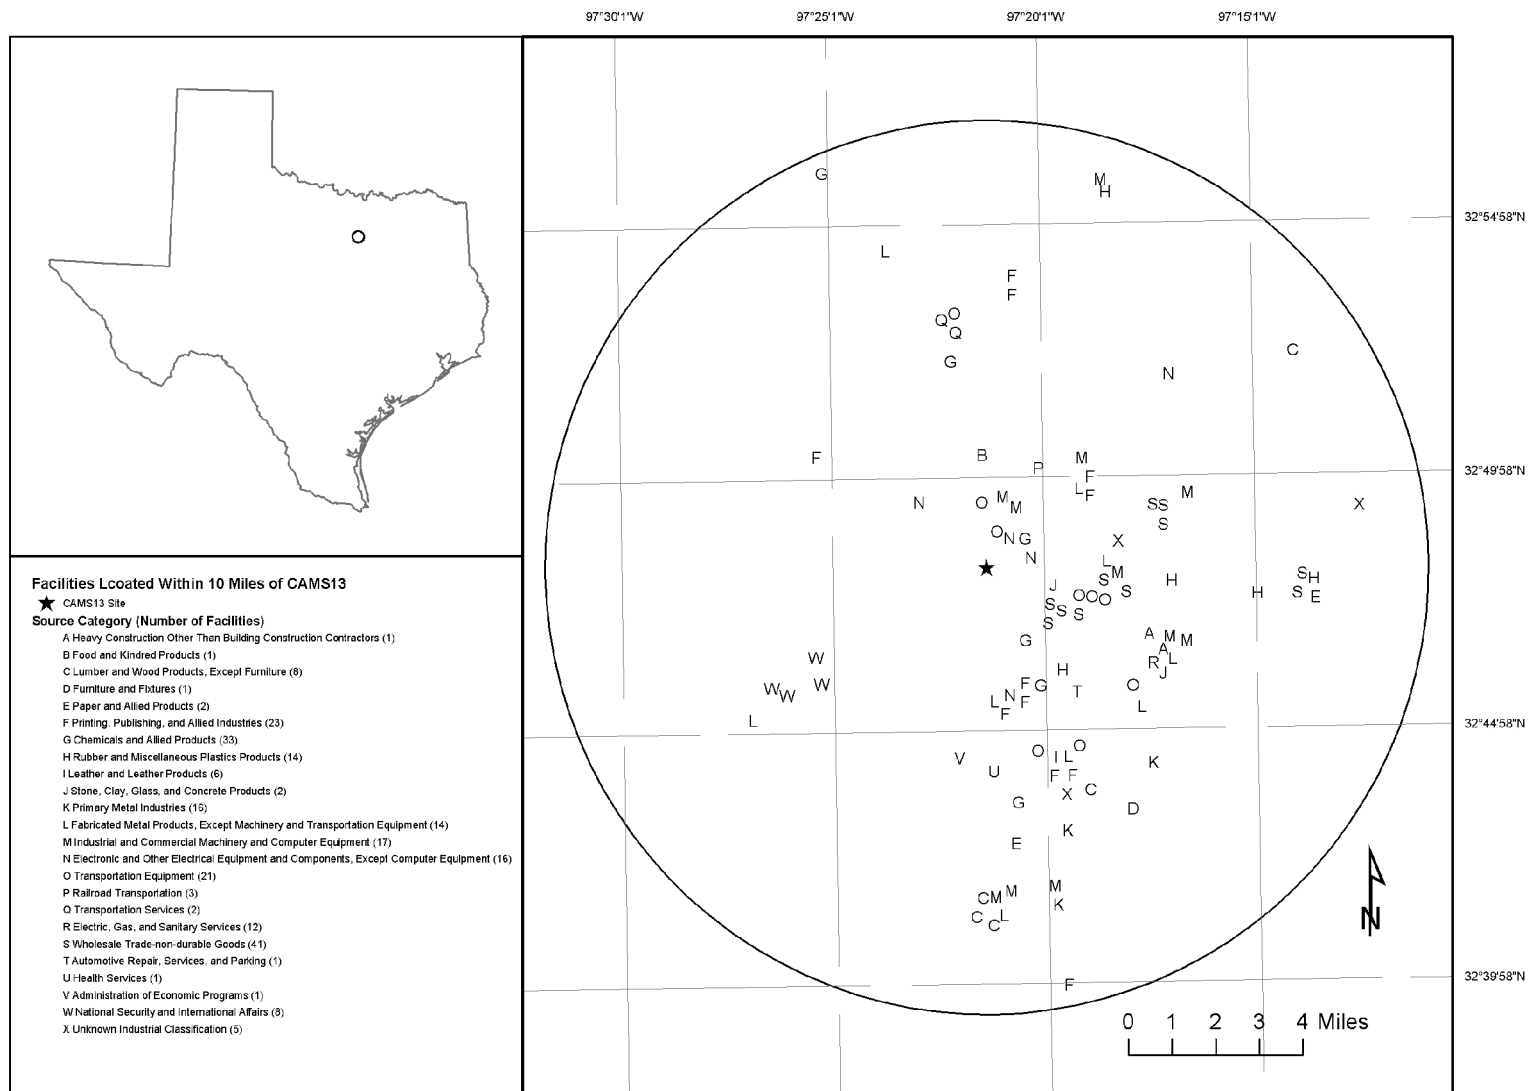 97°30'1"W 97°25'1"W 97°20'1"W 97°15'1"W
32°54'58"N
32°49'58"N
32°44'58"N
32°39'58"N
G
M
H
L
F
F
O
Q
Q
G
C
N
F
B
P
M
F
L F
N
O M
M
M
S S
S
X
O N G
N
X
L
S M
H
S H
H
S E
J
O O O
S
S S S
S
G
A M M
A
R L
J
W
H
W W W
F G
T
O
L N F
F
L
L
V
O
O
I L
K
U
F F
X C
G
D
K
E
M
M
C M
K
C L
C
F
N
0 1 2 3 4 Miles
Facilities Lcoated Within 10 Miles of CAMS13
CAMS13 Site
Source Category (Number of Facilities)
A Heavy Construction Other Than Building Construction Contractors (1)
B Food and Kindred Products (1)
C Lumber and Wood Products, Except Furniture (8)
D Furniture and Fixtures (1)
E Paper and Allied Products (2)
F Printing, Publishing, and Allied Industries (23)
G Chemicals and Allied Products (33)
H Rubber and Miscellaneous Plastics Products (14)
I Leather and Leather Products (6)
J Stone, Clay, Glass, and Concrete Products (2)
K Primary Metal Industries (16)
L Fabricated Metal Products, Except Machinery and Transportation Equipment (14)
M Industrial and Commercial Machinery and Computer Equipment (17)
N Electronic and Other Electrical Equipment and Components, Except Computer Equipment (16)
O Transportation Equipment (21)
P Railroad Transportation (3)
Q Transportation Services (2)
R Electric, Gas, and Sanitary Services (12)
S Wholesale Trade-non-durable Goods (41)
T Automotive Repair, Services, and Parking (1)
U Health Services (1)
V Administration of Economic Programs (1)
W National Security and International Affairs (8)
X Unknown Industrial Classification (5)